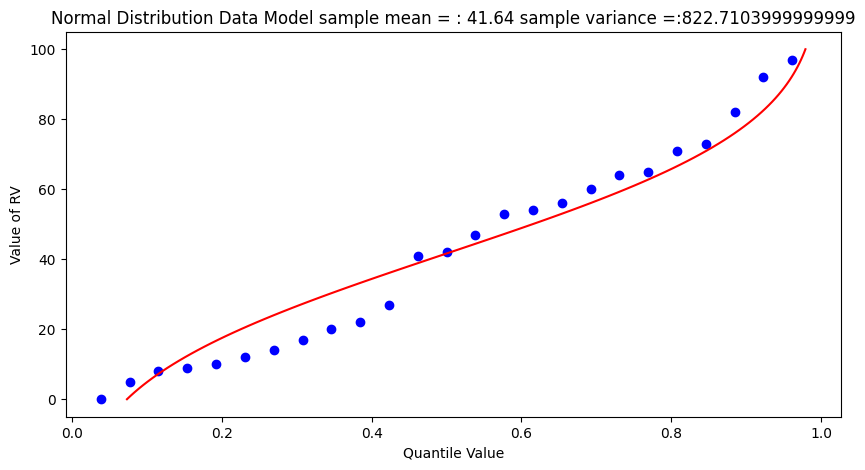 Normal Distribution Data Model sample mean = : 41.64 sample variance =:822.7103999999999
100
80
60
40
20
0
Value of RV
0.0 0.2 0.4 0.6 0.8 1.0
Quantile Value